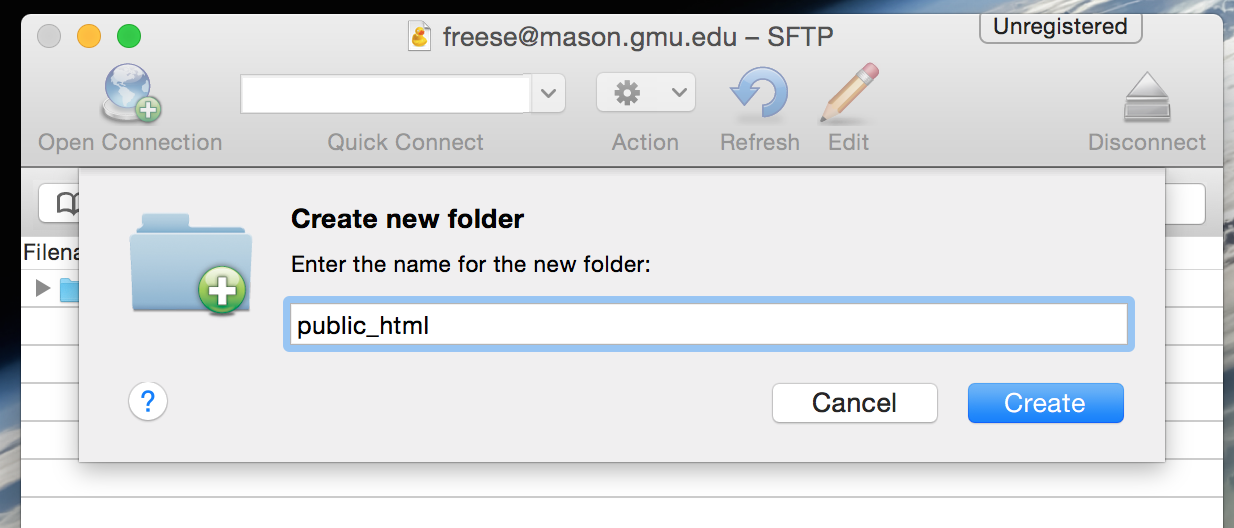 freese@mason.gmu.edu – SFTP
Unregistered
Open Connection
Quick Connect
Action
Refresh
Edit
Disconnect
Create new folder
Enter the name for the new folder:
Filena
public_html
?
Cancel
Create